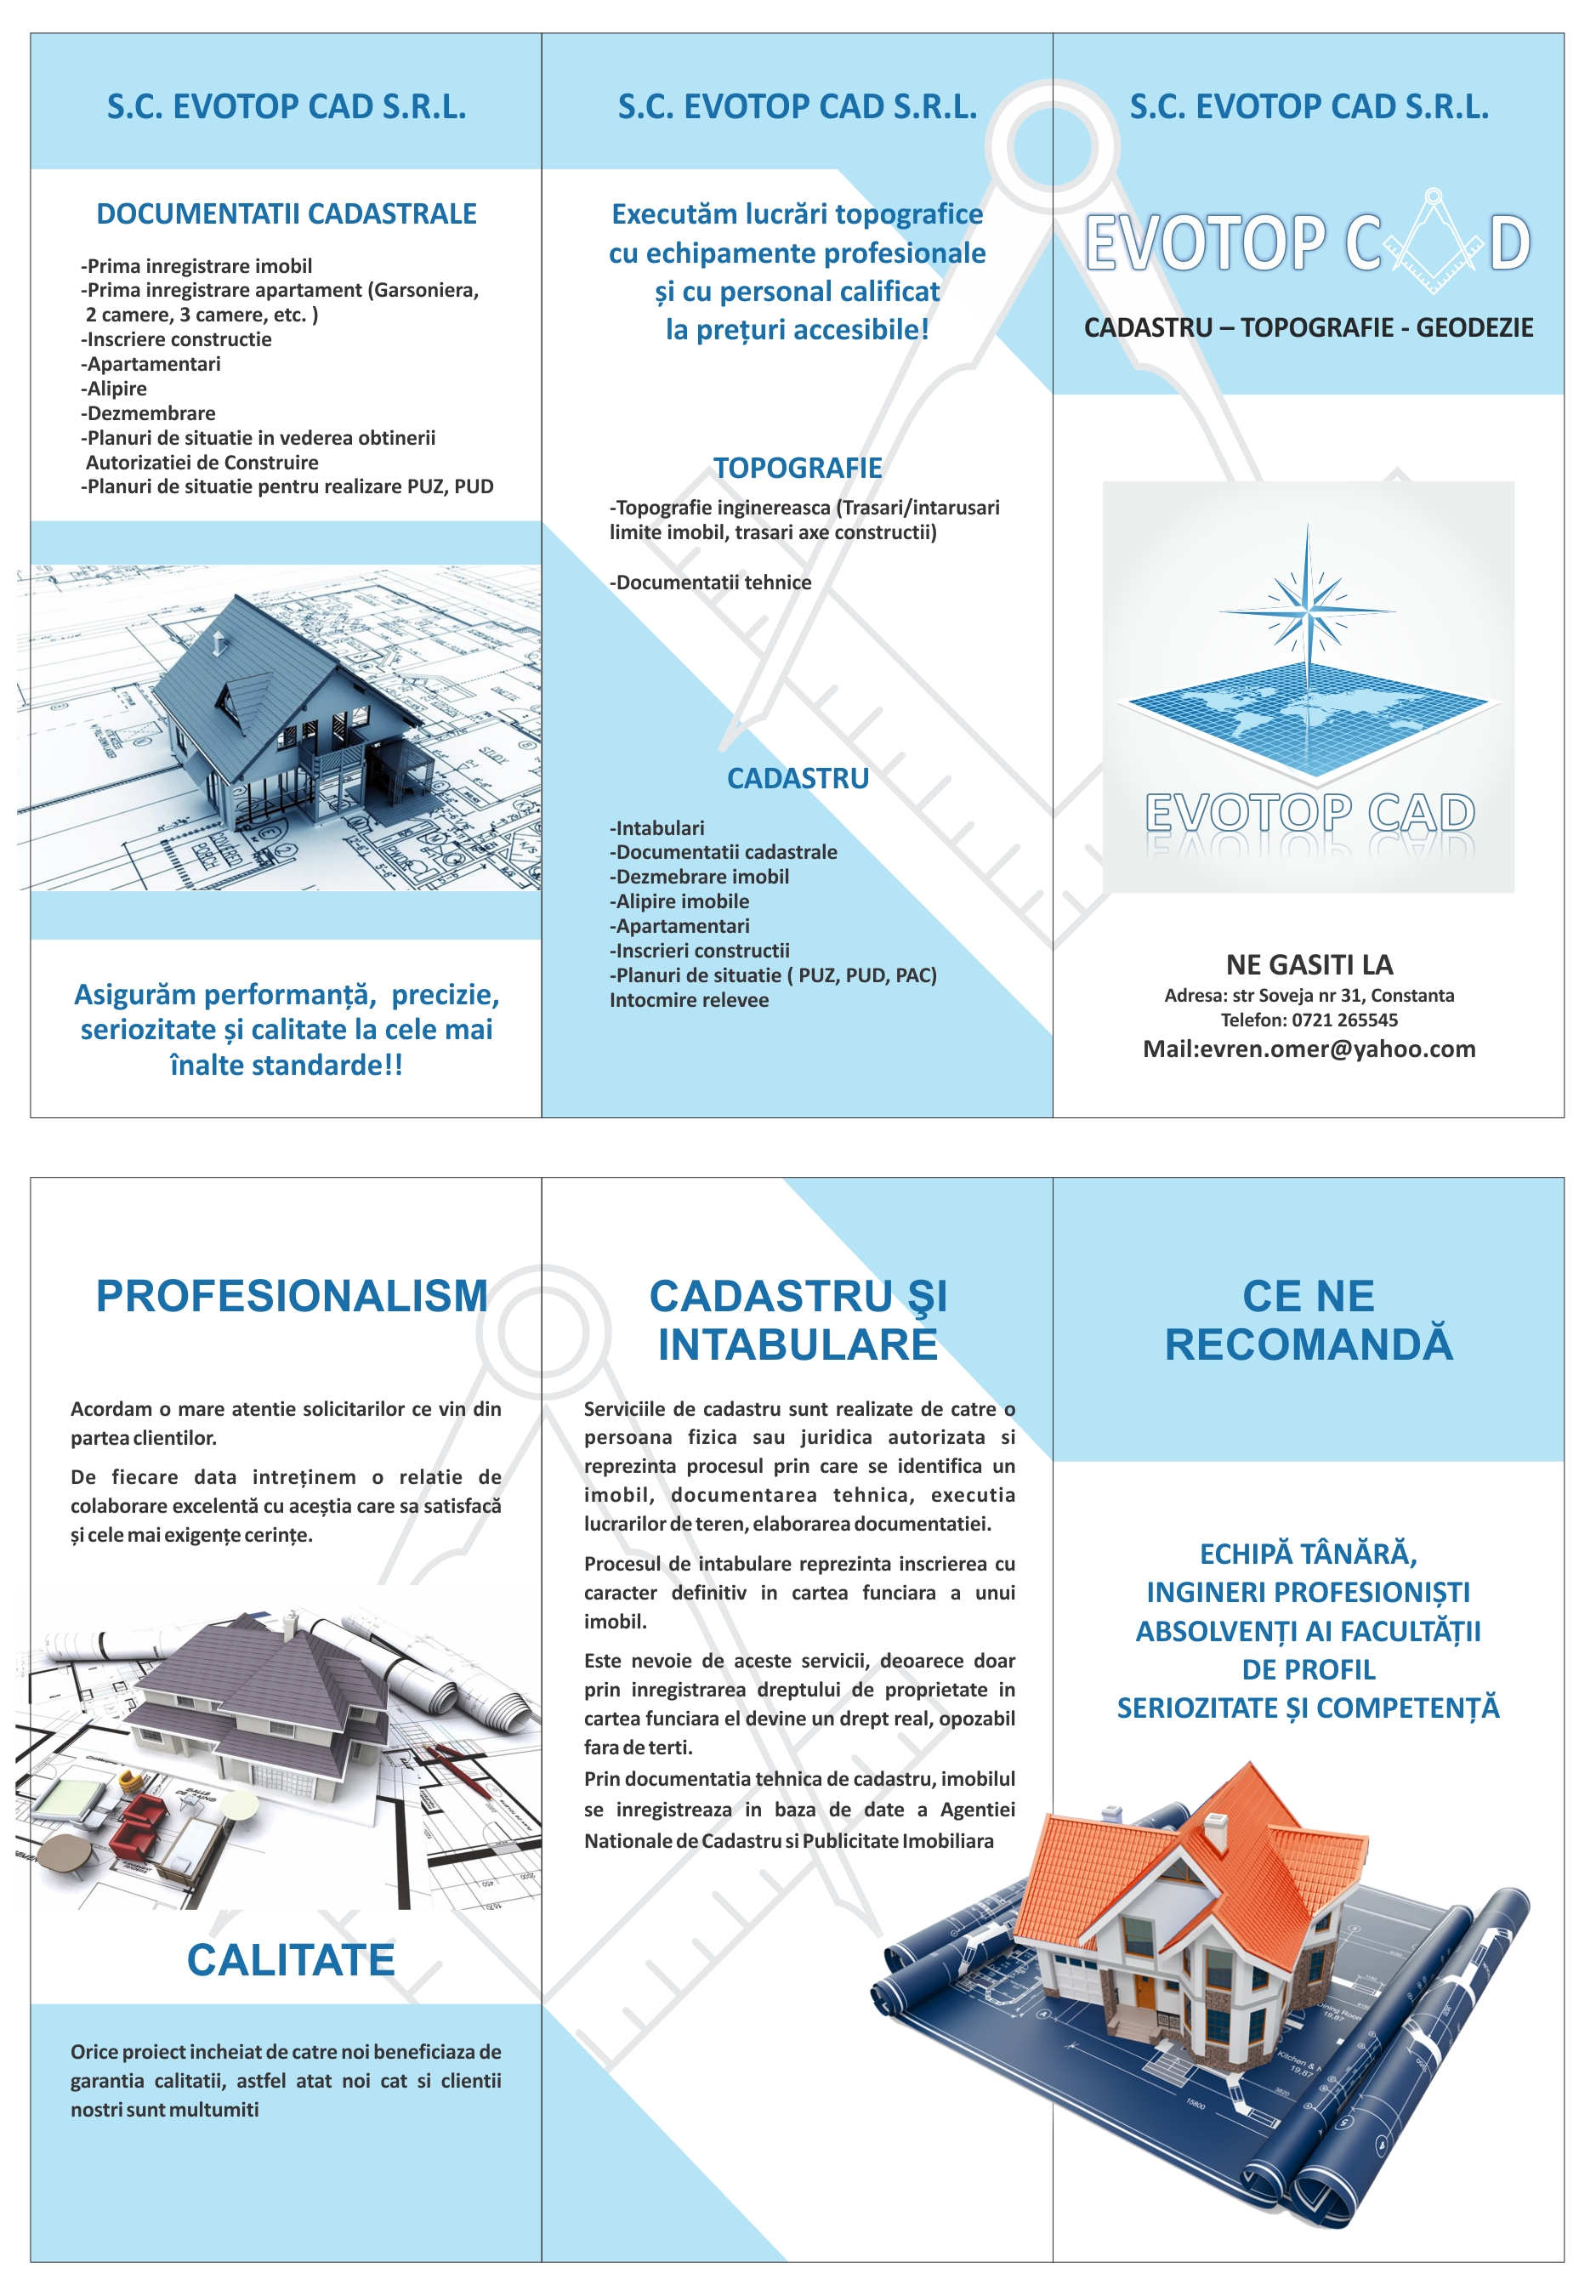 S.C. EVOTOP CAD S.R.L.
DOCUMENTATII CADASTRALE
-Prima inregistrare imobil
-Prima inregistrare apartament (Garsoniera,
2 camere, 3 camere, etc. )
-Inscriere constructie
-Apartamentari
-Alipire
-Dezmembrare
-Planuri de situatie in vederea obtinerii
Autorizatiei de Construire
-Planuri de situatie pentru realizare PUZ, PUD
Asigurăm performanță,  precizie,
seriozitate și calitate la cele mai
înalte standarde!!
S.C. EVOTOP CAD S.R.L.
Executăm lucrări topografice
cu echipamente profesionale
și cu personal calificat
la prețuri accesibile!
TOPOGRAFIE
-Topografie inginereasca (Trasari/intarusari
limite imobil, trasari axe constructii)
-Documentatii tehnice
CADASTRU
-Intabulari
-Documentatii cadastrale
-Dezmebrare imobil
-Alipire imobile
-Apartamentari
-Inscrieri constructii
-Planuri de situatie ( PUZ, PUD, PAC)
Intocmire relevee
S.C. EVOTOP CAD S.R.L.
EVOTOP CAD
CADASTRU – TOPOGRAFIE - GEODEZIE
EVOTOP CAD
NE GASITI LA
Adresa: str Soveja nr 31, Constanta
Telefon: 0721 265545
Mail:evren.omer@yahoo.com
PROFESIONALISM
Acordam o mare atentie solicitarilor ce vin din
partea clientilor.
De fiecare data intreținem o relatie de
colaborare excelentă cu aceștia care sa satisfacă
și cele mai exigențe cerințe.
CALITATE
Orice proiect incheiat de catre noi beneficiaza de
garantia calitatii, astfel atat noi cat si clientii
nostri sunt multumiti
CADASTRU ŞI
INTABULARE
Serviciile de cadastru sunt realizate de catre o
persoana fizica sau juridica autorizata si
reprezinta procesul prin care se identifica un
imobil, documentarea tehnica, executia
lucrarilor de teren, elaborarea documentatiei.
Procesul de intabulare reprezinta inscrierea cu
caracter definitiv in cartea funciara a unui
imobil.
Este nevoie de aceste servicii, deoarece doar
prin inregistrarea dreptului de proprietate in
cartea funciara el devine un drept real, opozabil
fara de terti.
Prin documentatia tehnica de cadastru, imobilul
se inregistreaza in baza de date a Agentiei
Nationale de Cadastru si Publicitate Imobiliara
CE NE
RECOMANDĂ
ECHIPĂ TÂNĂRĂ,
INGINERI PROFESIONIȘTI
ABSOLVENȚI AI FACULTĂȚII
DE PROFIL
SERIOZITATE ȘI COMPETENȚĂ